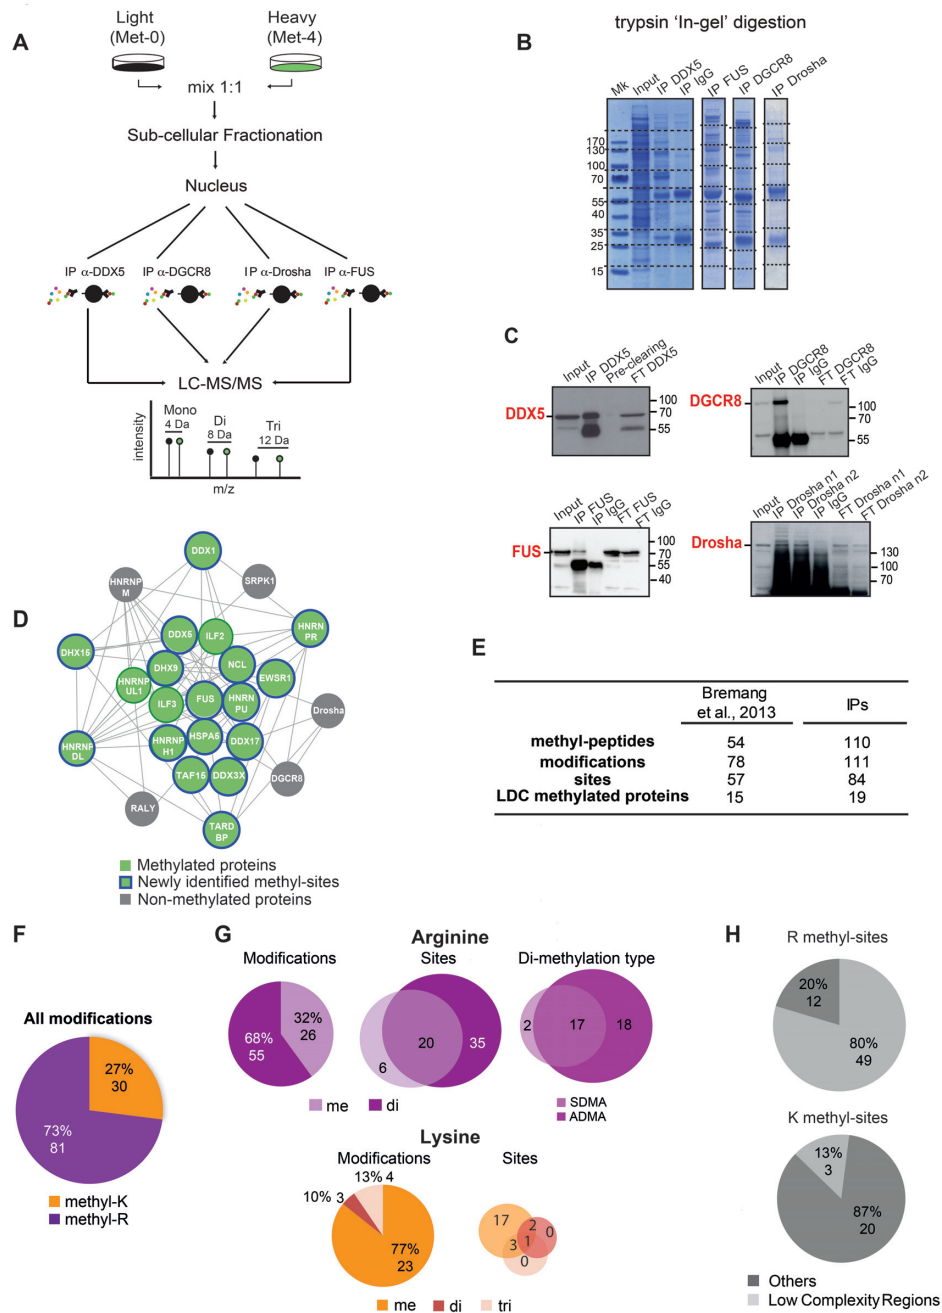 A
Light
(Met-0)
Heavy
(Met-4)
mix 1:1
Sub-cellular Fractionation
Nucleus
IP α-DDX5
IP α-DGCR8
IP α-Drosha
IP α-FUS
LC-MS/MS
intensity
Mono
4 Da
Di
8 Da
Tri
12 Da
m/z
trypsin 'In-gel' digestion
B
Mk
Input
IP DDX5
IP IgG
IP FUS
IP DGCR8
IP Drosha
170
130
100
70
55
40
35
25
15
C
Input
IP DDX5
Pre-clearing
FT DDX5
DDX5
100
70
55
Input
IP DGCR8
IP IgG
FT DGCR8
FT IgG
DGCR8
100
70
55
Input
IP FUS
IP IgG
FT FUS
FT IgG
FUS
100
70
55
40
Input
IP Drosha n1
IP Drosha n2
IP IgG
FT Drosha n1
FT Drosha n2
Drosha
130
100
70
D
DDX1
HNRNP
M
SRPK1
HNRN
PR
DDX5
ILF2
DHX15
DHX9
NCL
EWSR1
HNRNP
UL1
ILF3
FUS
HNRN
PU
Drosha
HNRNP
DL
HNRNP
H1
HSPA5
DDX17
TAF15
DDX3X
DGCR8
RALY
TARD
BP
Methylated proteins
Newly identified methyl-sites
Non-methylated proteins
E
Bremang
et al., 2013
IPs
methyl-peptides 54 110
modifications 78 111
sites 57 84
LDC methylated proteins 15 19
F
All modifications
27%
30
73%
81
methyl-K
methyl-R
G
Arginine
Modifications
32%
26
68%
55
Sites
6
20
35
me
di
Di-methylation type
2
17
18
SDMA
ADMA
Lysine
Modifications
13% 4
10% 3
77%
23
Sites
17
2
0
3
1
0
me
di
tri
H
R methyl-sites
20%
12
80%
49
K methyl-sites
13%
3
87%
20
Others
Low Complexity Regions